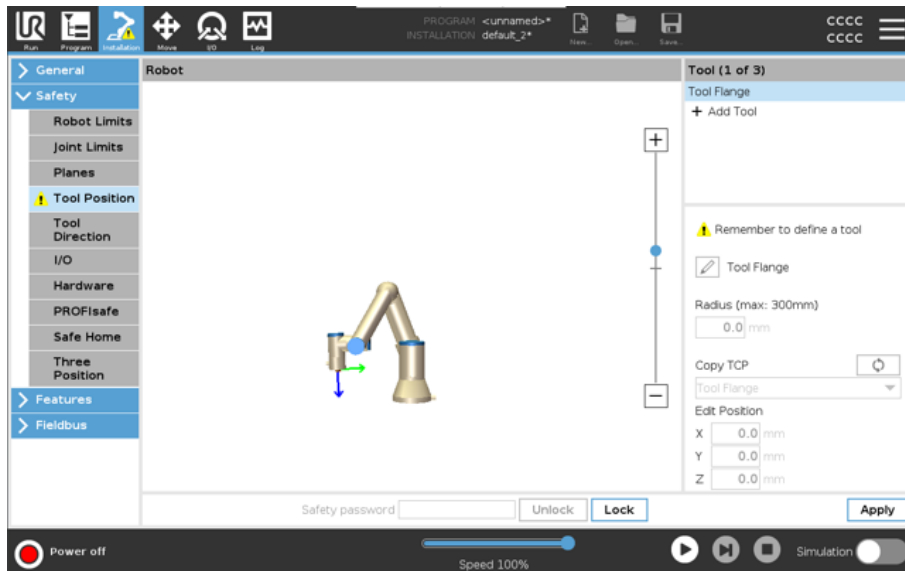 PROGRAM <unnamed>*
INSTALLATION default_2*
UR
Run
Program
Installation
Move
I/O
Log
New...
Open...
Save...
CCCC
CCCC
General
Safety
Robot Limits
Joint Limits
Planes
Tool Position
Tool
Direction
I/O
Hardware
PROFIsafe
Safe Home
Three
Position
Features
Fieldbus
Robot
Tool (1 of 3)
Tool Flange
+ Add Tool
Remember to define a tool
Tool Flange
Radius (max: 300mm)
0.0 mm
Copy TCP
Tool Flange
Edit Position
X 0.0 mm
Y 0.0 mm
Z 0.0 mm
Safety password Unlock Lock Apply
Power off
Speed 100%
Simulation